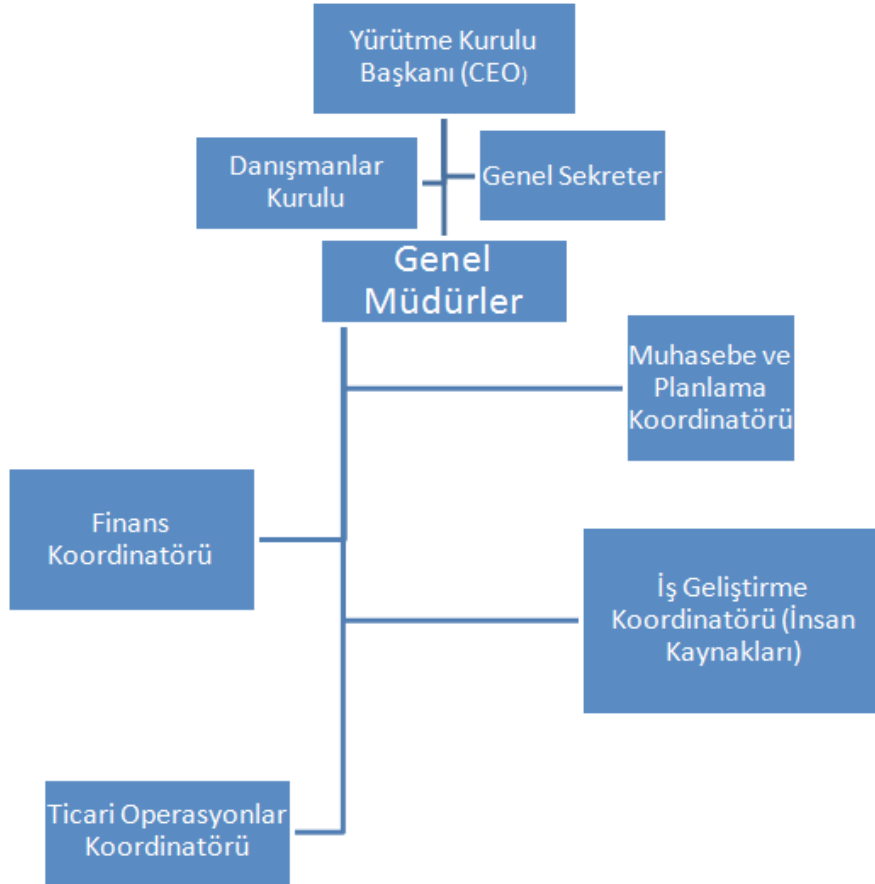 Yürütme Kurulu
Başkanı (CEO)
Danışmanlar
Kurulu
Genel Sekreter
Genel
Müdürler
Muhasebe ve
Planlama
Koordinatörü
Finans
Koordinatörü
İş Geliştirme
Koordinatörü (İnsan
Kaynakları)
Ticari Operasyonlar
Koordinatörü